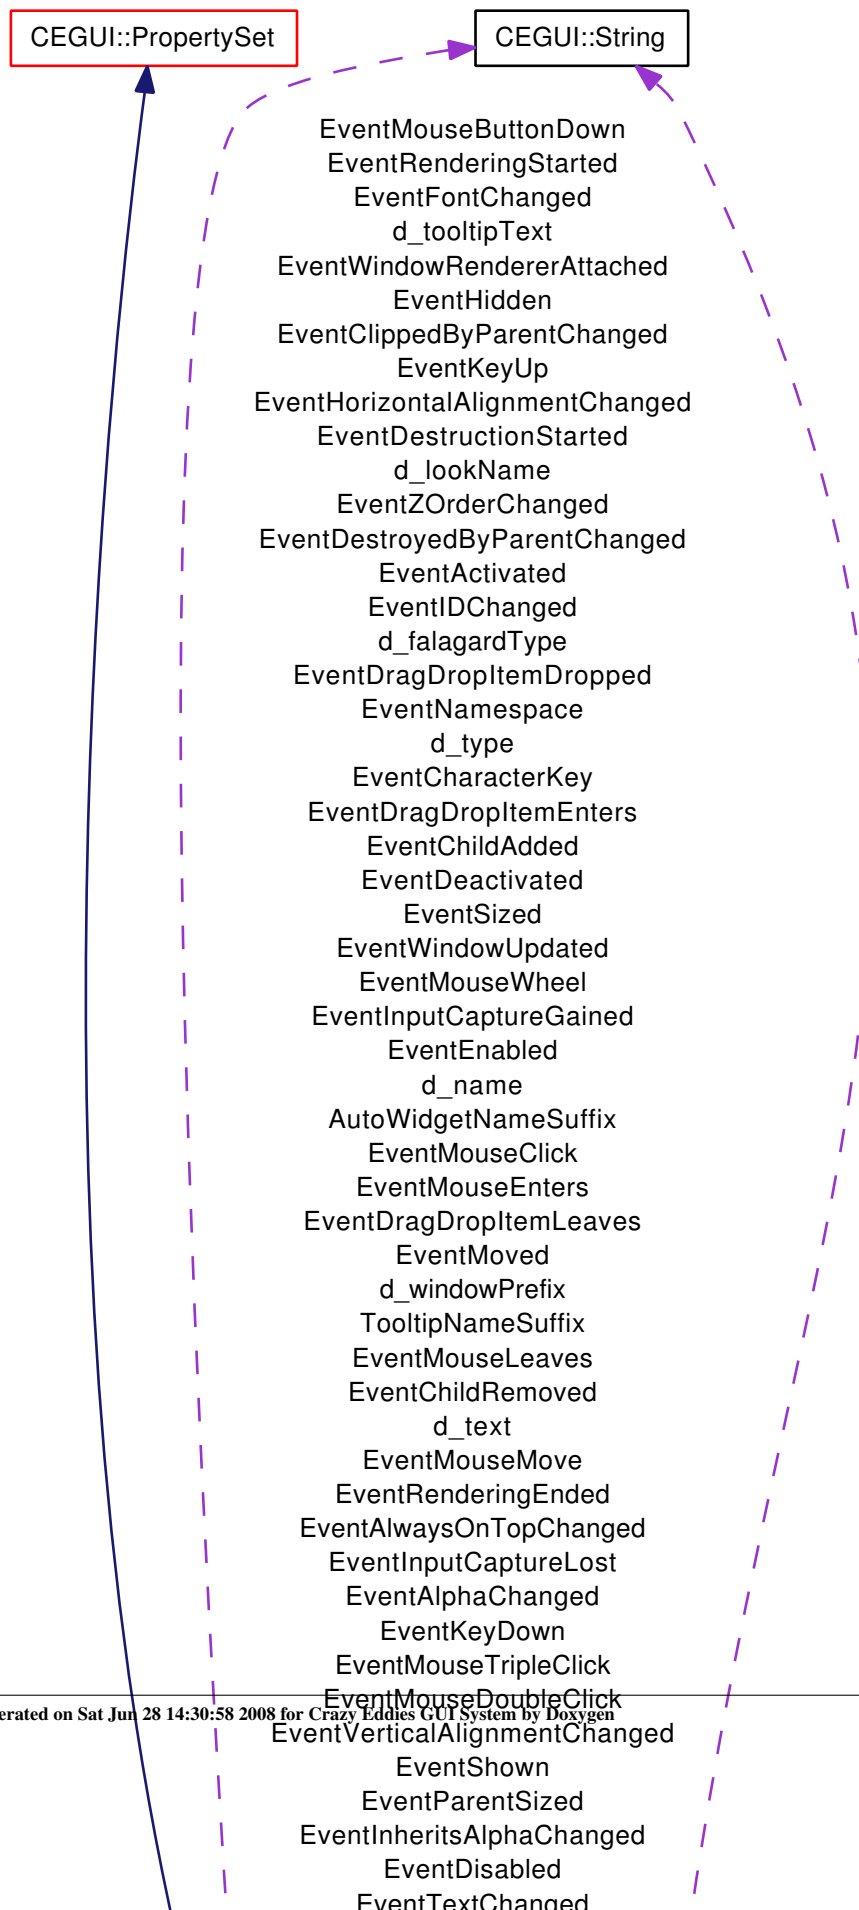 CEGUI::PropertySet
CEGUI::String
EventMouseButtonDown
EventRenderingStarted
EventFontChanged
d_tooltipText
EventWindowRendererAttached
EventHidden
EventClippedByParentChanged
EventKeyUp
EventHorizontalAlignmentChanged
EventDestructionStarted
d_lookName
EventZOrderChanged
EventDestroyedByParentChanged
EventActivated
EventIDChanged
d_falagardType
EventDragDropItemDropped
EventNamespace
d_type
EventCharacterKey
EventDragDropItemEnters
EventChildAdded
EventDeactivated
EventSized
EventWindowUpdated
EventMouseWheel
EventInputCaptureGained
EventEnabled
d_name
AutoWidgetNameSuffix
EventMouseClick
EventMouseEnters
EventDragDropItemLeaves
EventMoved
d_windowPrefix
TooltipNameSuffix
EventMouseLeaves
EventChildRemoved
d_text
EventMouseMove
EventRenderingEnded
EventAlwaysOnTopChanged
EventInputCaptureLost
EventAlphaChanged
EventKeyDown
EventMouseTripleClick
EventMouseDoubleClick
erated on Sat Jun 28 14:30:58 2008 for Crazy Eddies GUI System by Doxygen
EventVerticalAlignmentChanged
EventShown
EventParentSized
EventInheritsAlphaChanged
EventDisabled
EventTextChanged